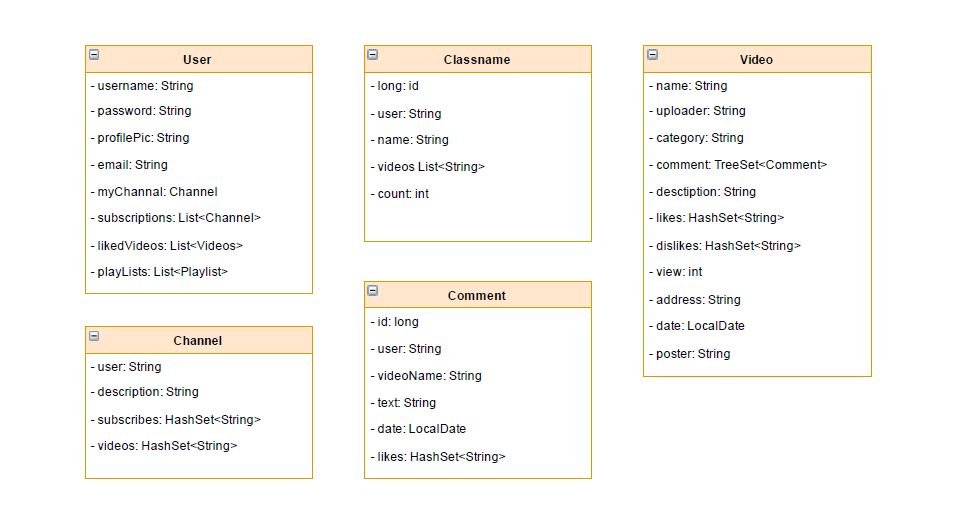 User
- username: String
- password: String
- profilePic: String
- email: String
- myChannal: Channel
- subscriptions: List<Channel>
- likedVideos: List<Videos>
- playLists: List<Playlist>
Channel
- user: String
- description: String
- subscribes: HashSet<String>
- videos: HashSet<String>
Classname
- long: id
- user: String
- name: String
- videos List<String>
- count: int
Comment
- id: long
- user: String
- videoName: String
- text: String
- date: LocalDate
- likes: HashSet<String>
Video
- name: String
- uploader: String
- category: String
- comment: TreeSet<Comment>
- desctiption: String
- likes: HashSet<String>
- dislikes: HashSet<String>
- view: int
- address: String
- date: LocalDate
- poster: String